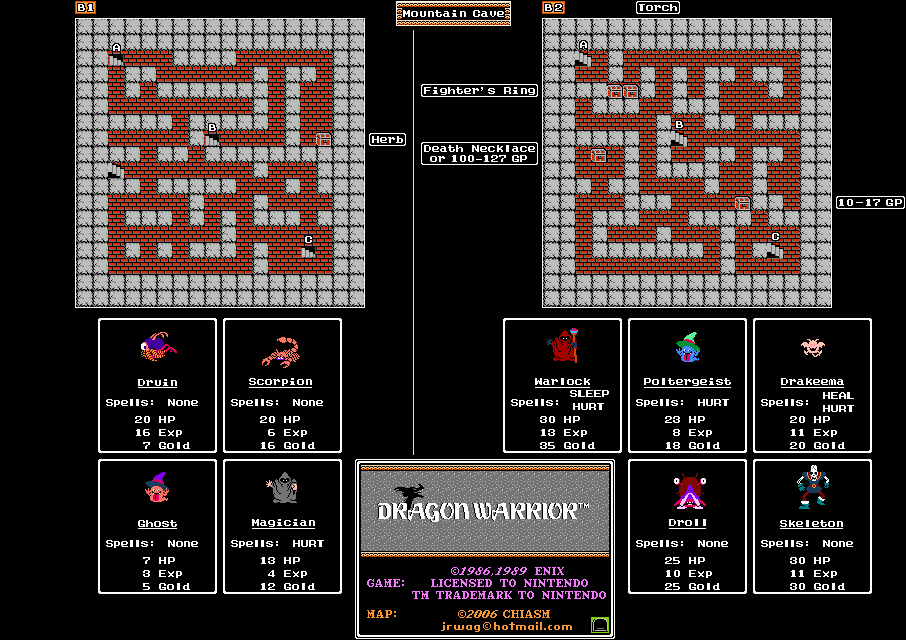 B1
Mountain Cave
B2
Torch
A
B
C
Herb
Fighter's Ring
Death Necklace
or 100-127 GP
A
B
C
10-17 GP
Druin
Spells: None
20 HP
16 Exp
7 Gold
Scorpion
Spells: None
20 HP
6 Exp
16 Gold
Warlock
Spells: SLEEP
HURT
30 HP
13 Exp
35 Gold
Poltergeist
Spells: HURT
23 HP
8 Exp
18 Gold
Drakeema
Spells: HEAL
HURT
20 HP
11 Exp
20 Gold
Ghost
Spells: None
7 HP
3 Exp
5 Gold
Magician
Spells: HURT
13 HP
4 Exp
12 Gold
DRAGON WARRIOR™
©1986,1989 ENIX
GAME: LICENSED TO NINTENDO
TM TRADEMARK TO NINTENDO
MAP: ©2006 CHIASM
jrwag@hotmail.com
Droll
Spells: None
25 HP
10 Exp
25 Gold
Skeleton
Spells: None
30 HP
11 Exp
30 Gold